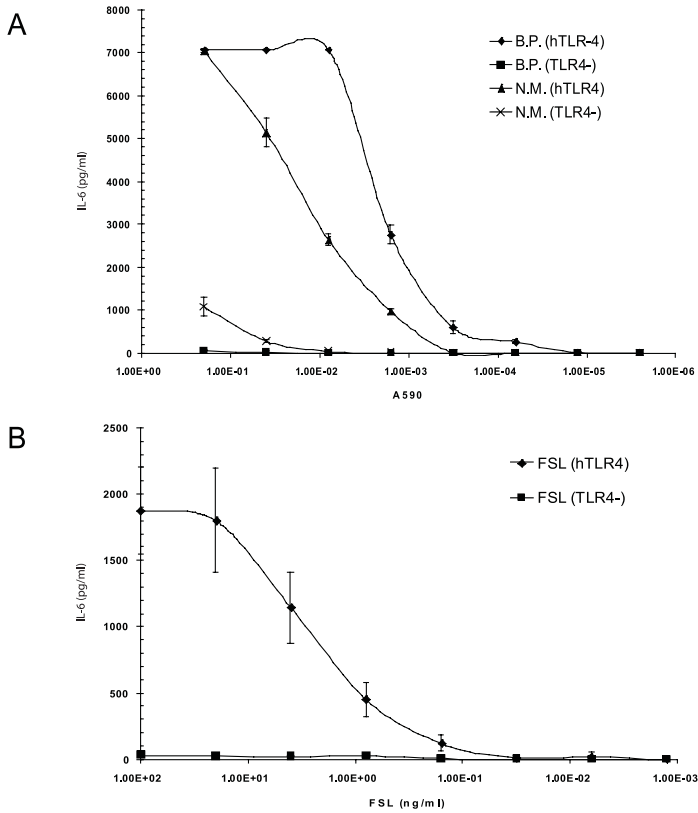 A
8000
7000
6000
5000
4000
3000
2000
1000
0
IL-6 (pg/ml)
B.P. (hTLR-4)
B.P. (TLR4-)
N.M. (hTLR4)
N.M. (TLR4-)
1.00E+00 1.00E-01 1.00E-02 1.00E-03 1.00E-04 1.00E-05 1.00E-06
A590
B
2500
2000
1500
1000
500
0
IL-6 (pg/ml)
FSL (hTLR4)
FSL (TLR4-)
1.00E+02 1.00E+01 1.00E+00 1.00E-01 1.00E-02 1.00E-03
FSL (ng/ml)